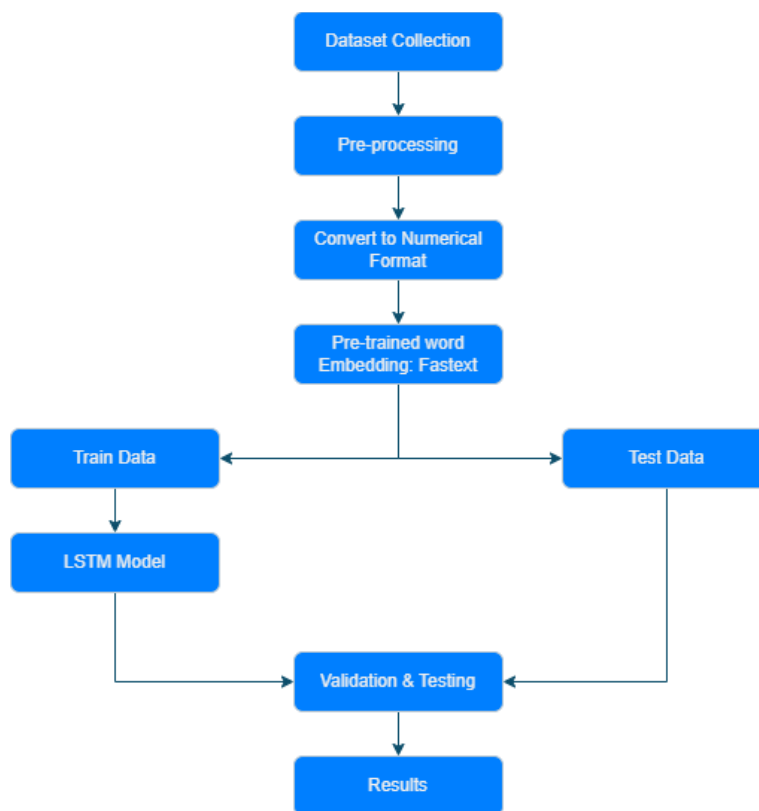 Dataset Collection
Pre-processing
Convert to Numerical
Format
Pre-trained word
Embedding: Fastext
Train Data
Test Data
LSTM Model
Validation & Testing
Results